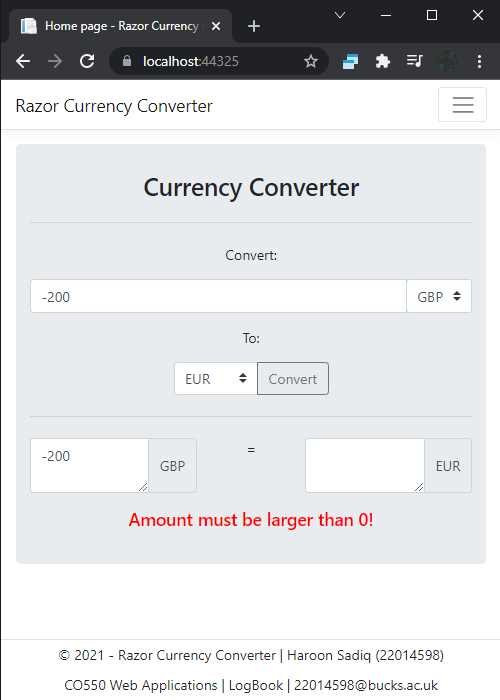 Home page - Razor Currency
localhost:44325
Razor Currency Converter
Currency Converter
Convert:
-200
GBP
To:
EUR
Convert
-200
GBP
=
EUR
Amount must be larger than 0!
© 2021 - Razor Currency Converter | Haroon Sadiq (22014598)
CO550 Web Applications | LogBook | 22014598@bucks.ac.uk